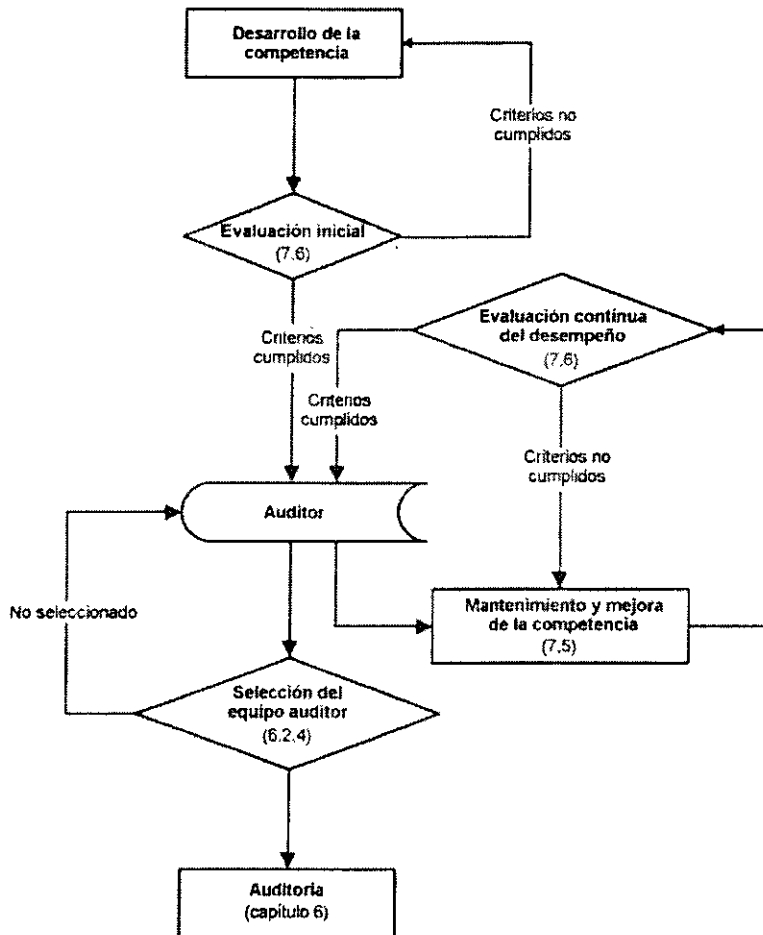 Desarrollo de la
competencia
Criterios no
cumplidos
Evaluación inicial
(7,6)
Evaluación contínua
del desempeño
(7,6)
Criterios
cumplidos
Criterios
cumplidos
Criterios no
cumplidos
Auditor
No seleccionado
Mantenimiento y mejora
de la competencia
(7,5)
Selección del
equipo auditor
(6,2,4)
Auditoria
(capítulo 6)